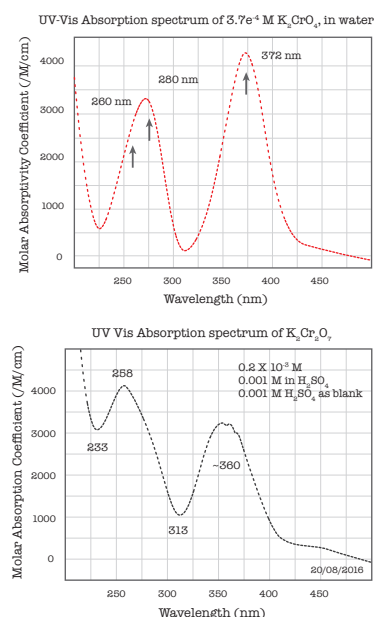 UV-Vis Absorption spectrum of 3.7e⁻⁴ M K₂CrO₄, in water
Molar Absorptivity Coefficient (/M/cm)
372 nm
280 nm
260 nm
3000
2000
1000
0
250 300 350 400 450
Wavelength (nm)
UV Vis Absorption spectrum of K₂Cr₂O₇
Molar Absorption Coefficient (/M/cm)
0.2 X 10⁻³ M
258
0.001 M in H₂SO₄
4000
0.001 M H₂SO₄ as blank
3000
233
~360
2000
313
1000
0
20/08/2016
250 300 350 400 450
Wavelength (nm)